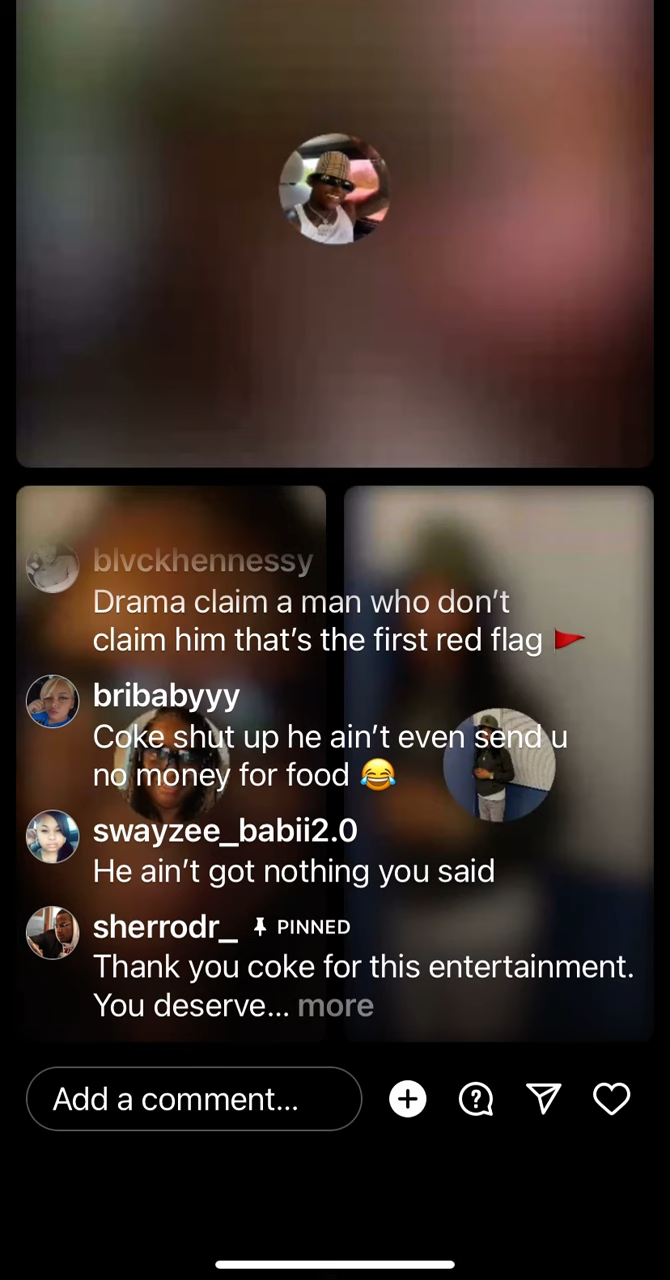 blvckhennessy
Drama claim a man who don’t
claim him that’s the first red flag 🚩
bribabyyy
Coke shut up he ain’t even send u
no money for food 😂
swayzee_babii2.0
He ain’t got nothing you said
sherrodr_ PINNED
Thank you coke for this entertainment.
You deserve... more
Add a comment...